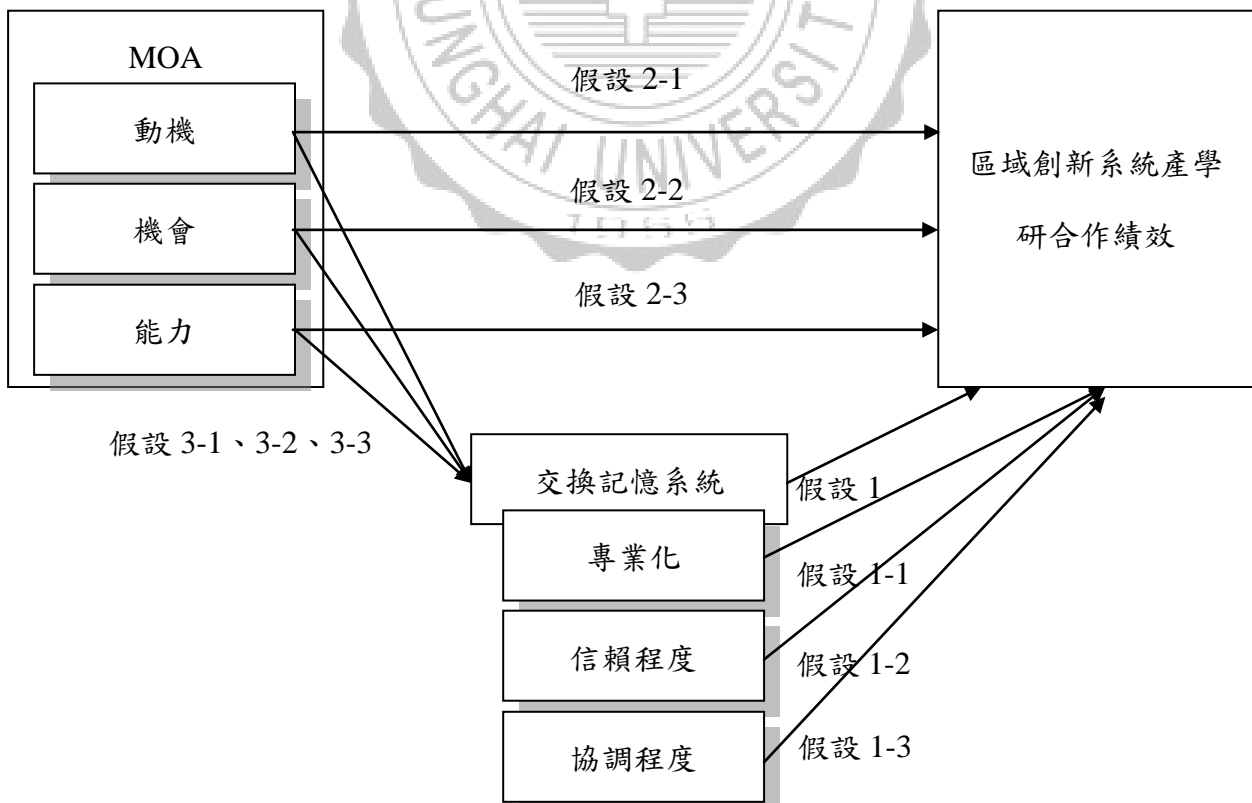 MOA
動機
機會
能力
假設 2-1
假設 2-2
假設 2-3
區域創新系統產學
研合作績效
假設 3-1、3-2、3-3
交換記憶系統
專業化
信賴程度
協調程度
假設 1
假設 1-1
假設 1-2
假設 1-3
UNGHAI UNIVERSIT